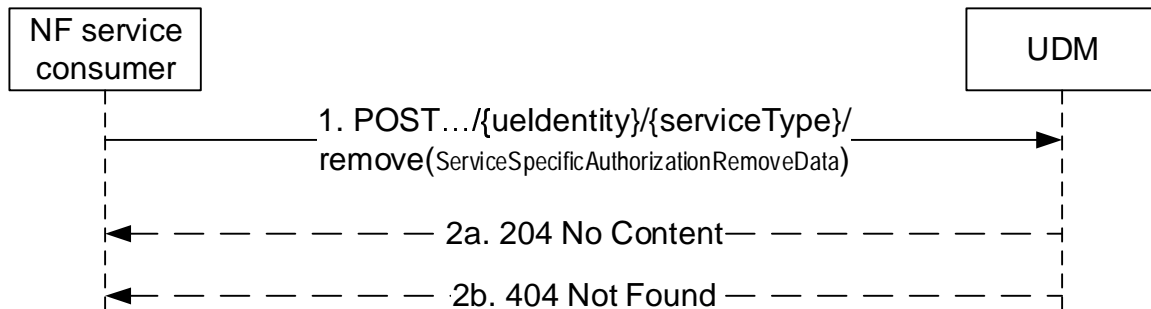 NF service
consumer
UDM
1. POST…/{ueIdentity}/{serviceType}/
remove(ServiceSpecificAuthorizationRemoveData)
2a. 204 No Content
2b. 404 Not Found